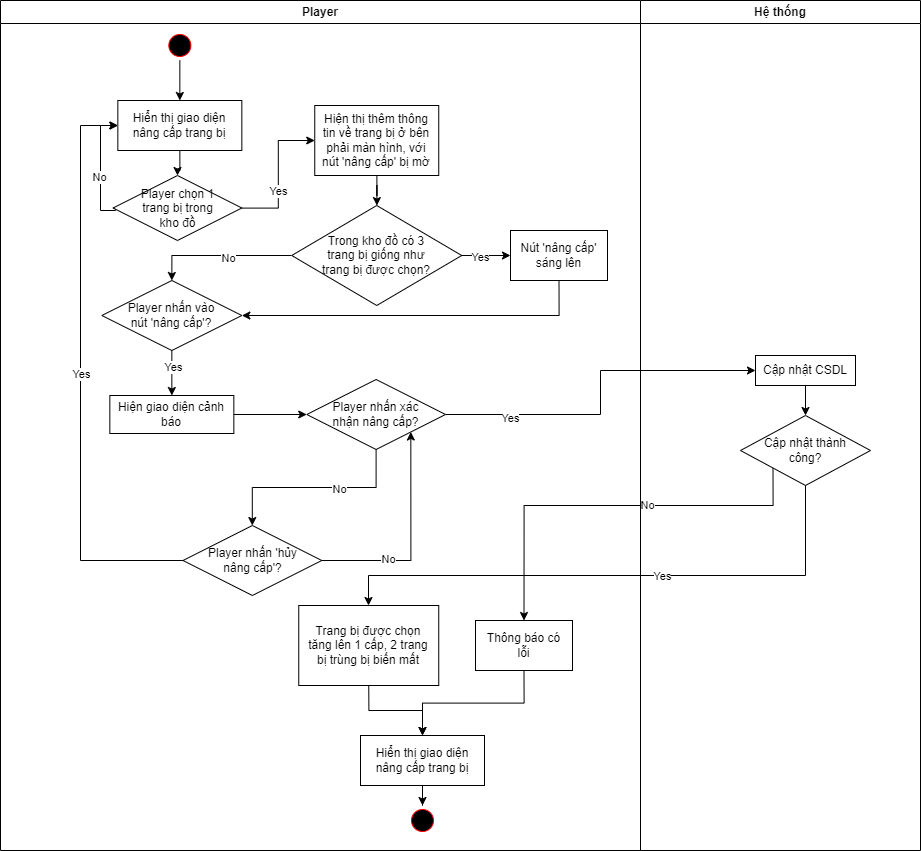 Player
Hệ thống
Hiển thị giao diện
nâng cấp trang bị
Hiện thị thêm thông
tin về trang bị ở bên
phải màn hình, với
nút 'nâng cấp' bị mờ
No
Player chọn 1
trang bị trong
kho đồ
Yes
Trong kho đồ có 3
trang bị giống như
trang bị được chọn?
No
Yes
Nút 'nâng cấp'
sáng lên
Player nhấn vào
nút 'nâng cấp'?
Yes
Yes
Cập nhật CSDL
Hiện giao diện cảnh
báo
Player nhấn xác
nhận nâng cấp?
Yes
Cập nhật thành
công?
No
No
Player nhấn 'hủy
nâng cấp'?
No
Yes
Trang bị được chọn
tăng lên 1 cấp, 2 trang
bị trùng bị biến mất
Thông báo có
lỗi
Hiển thị giao diện
nâng cấp trang bị